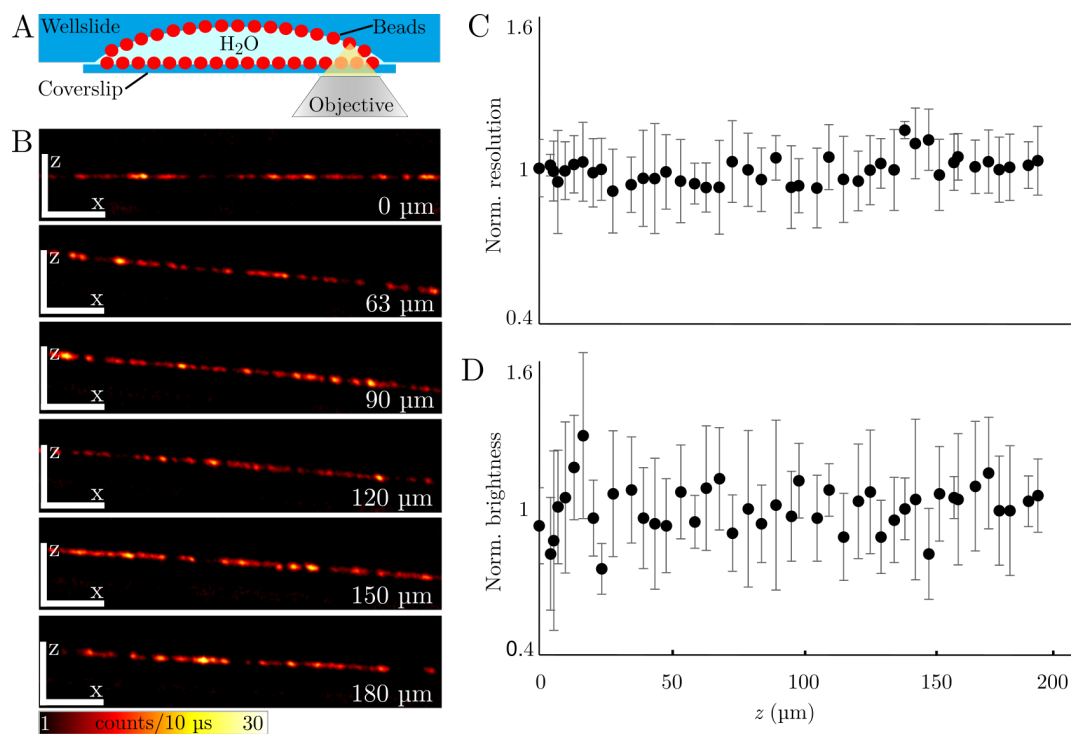 A
Wellslide
Beads
H₂O
Coverslip
Objective
B
z
x
0 µm
z
x
63 µm
z
x
90 µm
z
x
120 µm
z
x
150 µm
z
x
180 µm
1 counts/10 µs 30
C
1.6
1
0.4
Norm. resolution
D
1.6
1
0.4
Norm. brightness
0 50 100 150 200
z (µm)